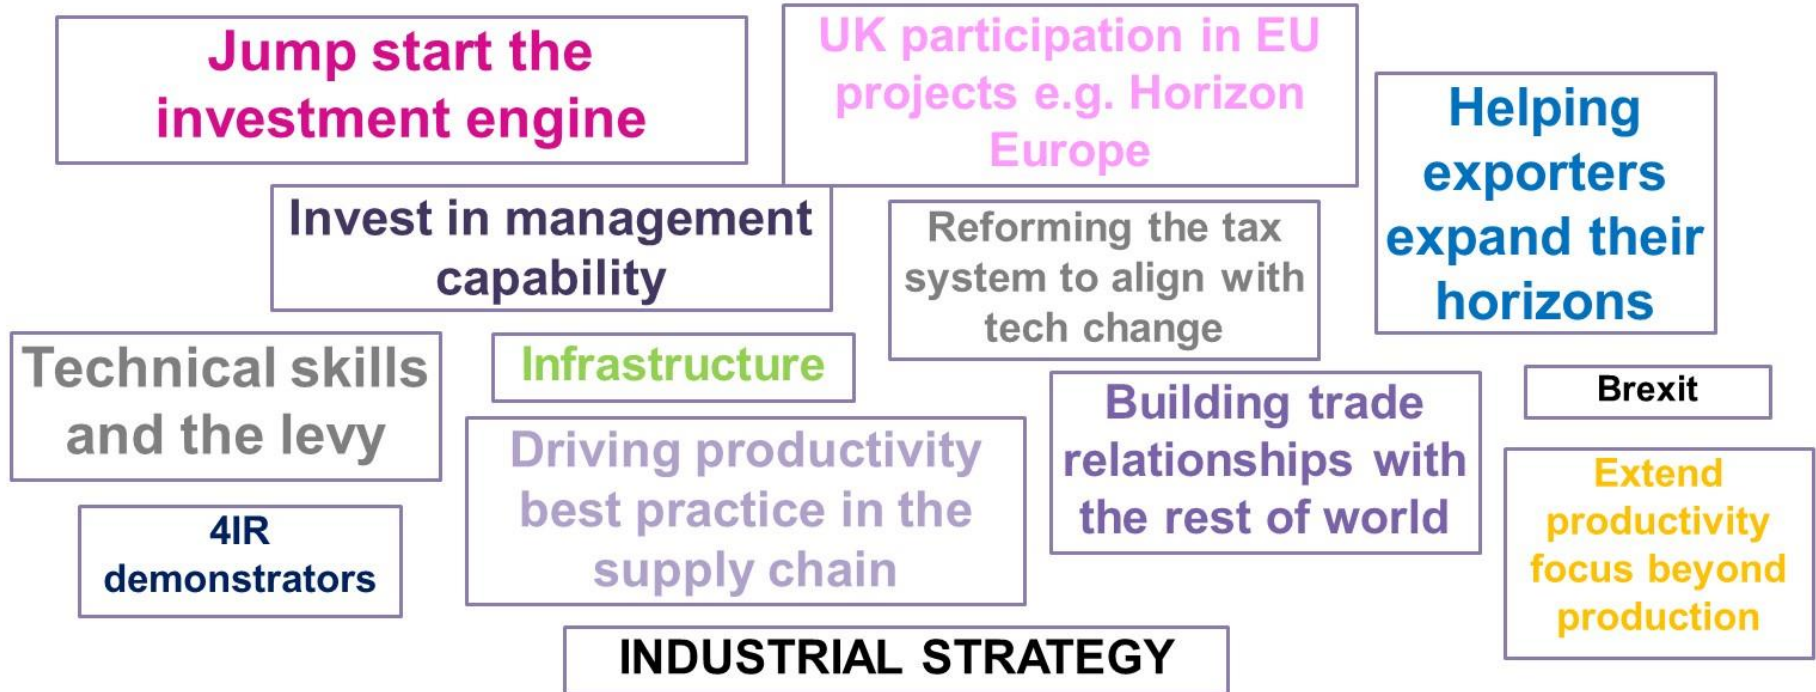 Jump start the
investment engine
UK participation in EU
projects e.g. Horizon
Europe
Helping
exporters
expand their
horizons
Invest in management
capability
Reforming the tax
system to align with
tech change
Technical skills
and the levy
Infrastructure
Building trade
relationships with
the rest of world
Brexit
Driving productivity
best practice in the
supply chain
Extend
productivity
focus beyond
production
4IR
demonstrators
INDUSTRIAL STRATEGY